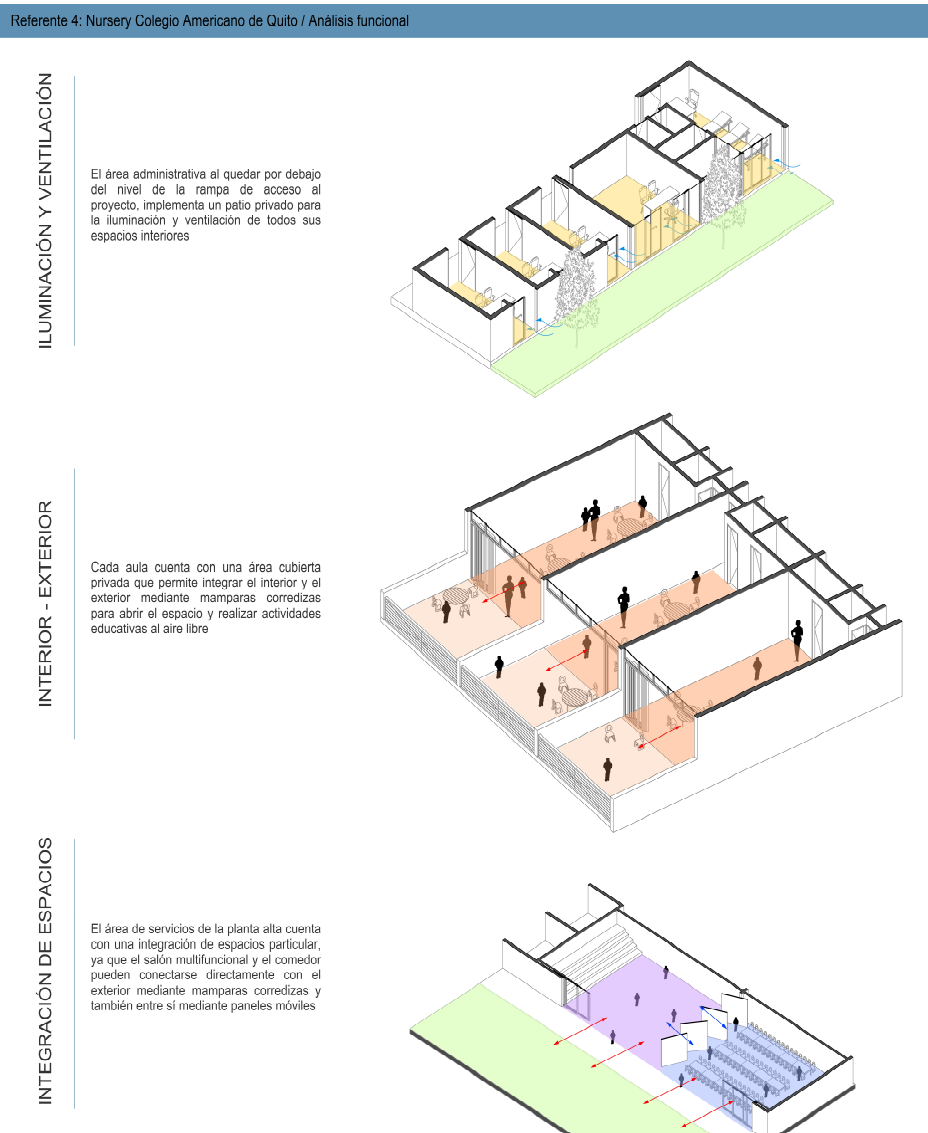 Referente 4: Nursery Colegio Americano de Quito / Análisis funcional
ILUMINACIÓN Y VENTILACIÓN
El área administrativa al quedar por debajo
del nivel de la rampa de acceso al
proyecto, implementa un patio privado para
la iluminación y ventilación de todos sus
espacios interiores
INTERIOR - EXTERIOR
Cada aula cuenta con una área cubierta
privada que permite integrar el interior y el
exterior mediante mamparas corredizas
para abrir el espacio y realizar actividades
educativas al aire libre
INTEGRACIÓN DE ESPACIOS
El área de servicios de la planta alta cuenta
con una integración de espacios particular,
ya que el salón multifuncional y el comedor
pueden conectarse directamente con el
exterior mediante mamparas corredizas y
también entre sí mediante paneles móviles